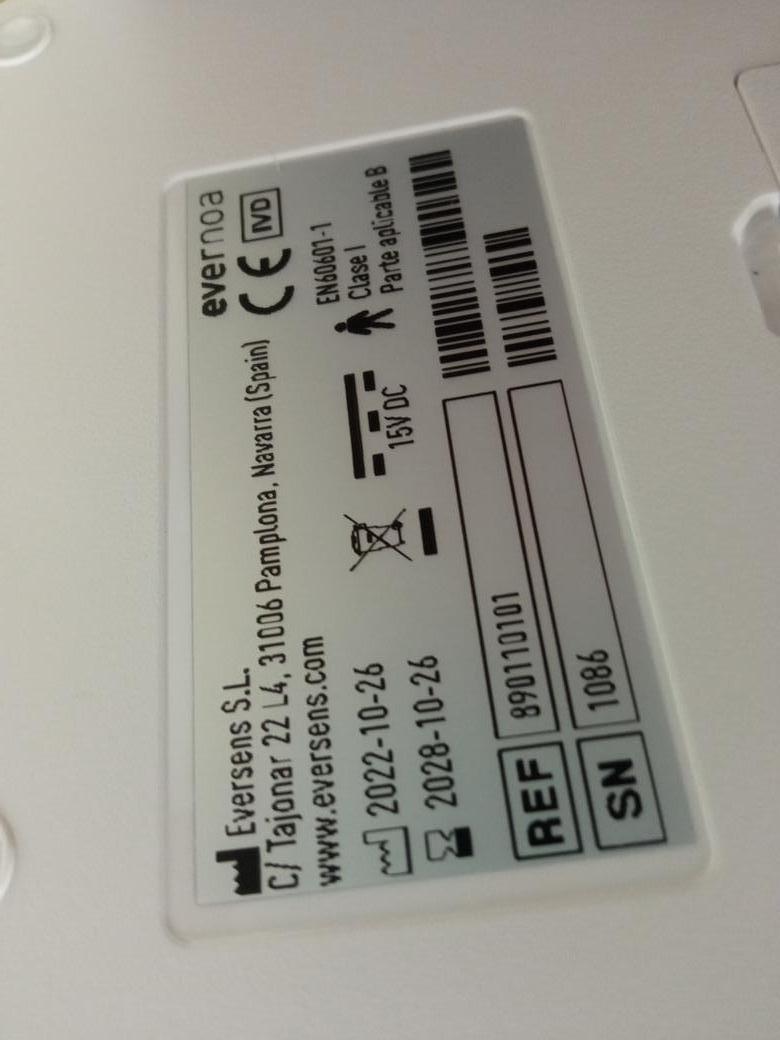 evernoa
Eversens S.L.
C/ Tajonar 22 L4, 31006 Pamplona, Navarra (Spain)
www.eversens.com
CE IVD
2022-10-26
2028-10-26
15V DC
EN60601-1
Clase I
Parte aplicable B
REF 890110101
SN 1086